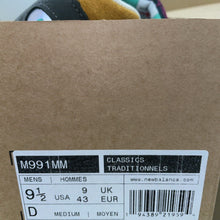 M991MM
CLASSICS
TRADITIONNELS
MENS | HOMMES
www.newbalance.com
9½ USA 9 UK
43 EUR
D MEDIUM | MOYEN